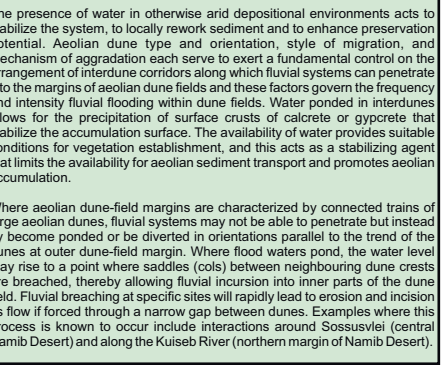 he presence of water in otherwise arid depositional environments acts to
abilize the system, to locally rework sediment and to enhance preservation
otential. Aeolian dune type and orientation, style of migration, and
echanism of aggradation each serve to exert a fundamental control on the
rrangement of interdune corridors along which fluvial systems can penetrate
to the margins of aeolian dune fields and these factors govern the frequency
nd intensity fluvial flooding within dune fields. Water ponded in interdunes
lows for the precipitation of surface crusts of calcrete or gypcrete that
abilize the accumulation surface. The availability of water provides suitable
onditions for vegetation establishment, and this acts as a stabilizing agent
at limits the availability for aeolian sediment transport and promotes aeolian
ccumulation.
here aeolian dune-field margins are characterized by connected trains of
rge aeolian dunes, fluvial systems may not be able to penetrate but instead
y become ponded or be diverted in orientations parallel to the trend of the
unes at outer dune-field margin. Where flood waters pond, the water level
ay rise to a point where saddles (cols) between neighbouring dune crests
re breached, thereby allowing fluvial incursion into inner parts of the dune
eld. Fluvial breaching at specific sites will rapidly lead to erosion and incision
s flow if forced through a narrow gap between dunes. Examples where this
rocess is known to occur include interactions around Sossusvlei (central
amib Desert) and along the Kuiseb River (northern margin of Namib Desert).